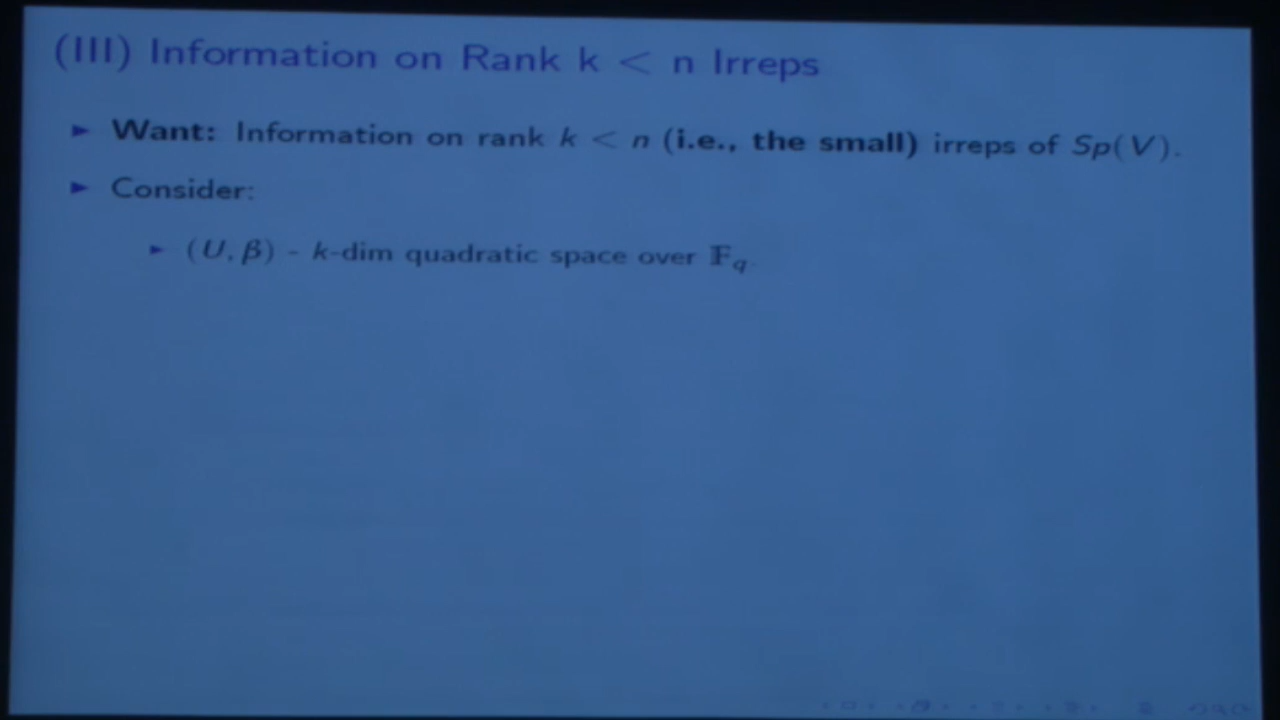 (III) Information on Rank k < n Irreps
► Want: Information on rank k < n (i.e., the small) irreps of Sp(V).
► Consider:
► (U, β) - k-dim quadratic space over 𝔽_q.